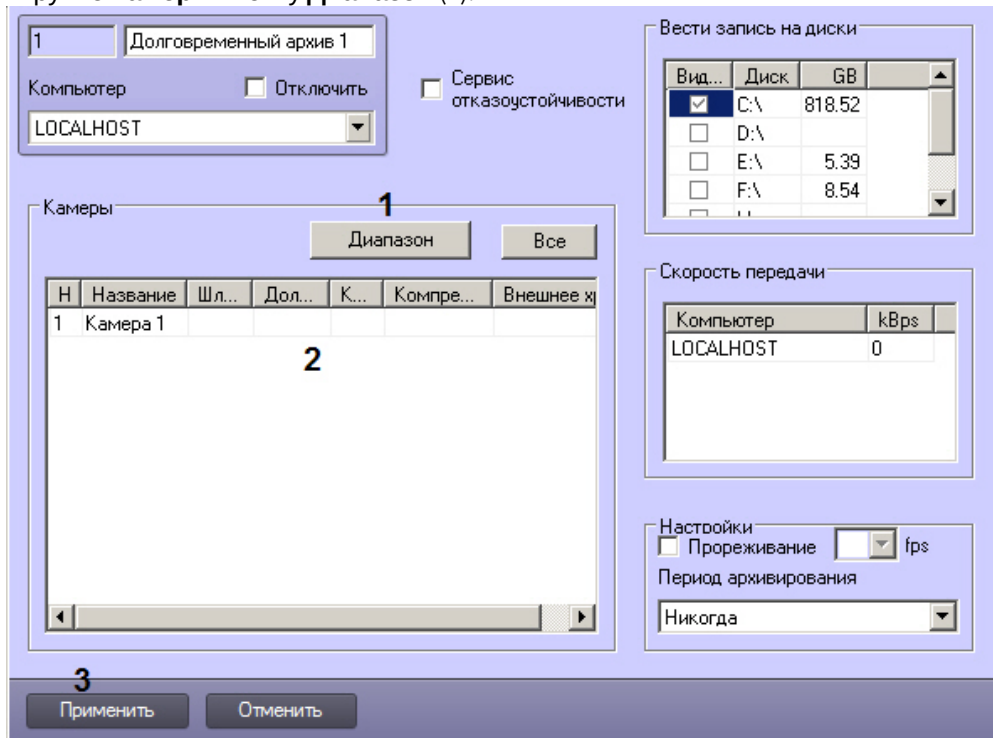 1 Долговременный архив 1
Компьютер Отключить
LOCALHOST
Сервис
отказоустойчивости
Вести запись на диски
Вид... Диск GB
C:\ 818.52
D:\
E:\ 5.39
F:\ 8.54
Камеры
1
Диапазон Все
Н Название Шл... Дол... К... Компре... Внешнее
1 Камера 1
2
Скорость передачи
Компьютер kBps
LOCALHOST 0
Настройки
Прореживание fps
Период архивирования
Никогда
3
Применить Отменить